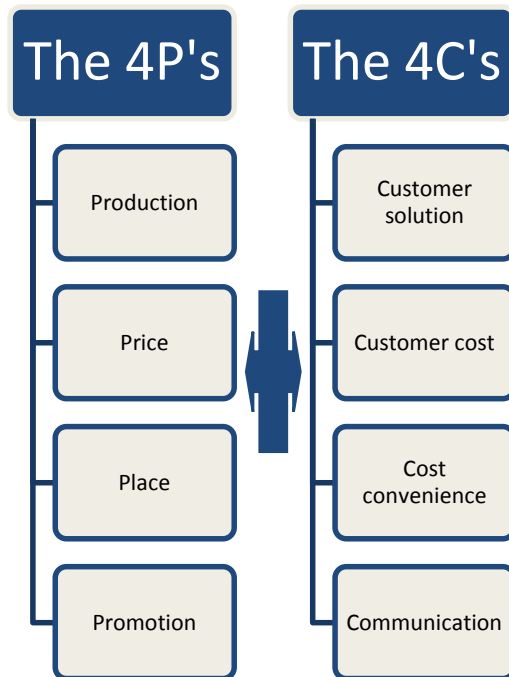 The 4P's
Production
Price
Place
Promotion
The 4C's
Customer
solution
Customer cost
Cost
convenience
Communication